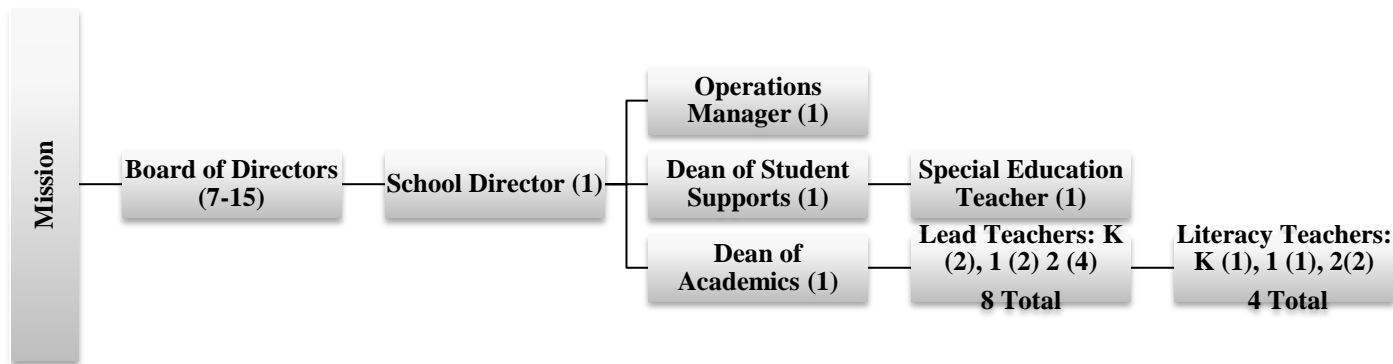 Mission
Board of Directors
(7-15)
School Director (1)
Operations
Manager (1)
Dean of Student
Supports (1)
Special Education
Teacher (1)
Dean of
Academics (1)
Lead Teachers: K
(2), 1 (2) 2 (4)
8 Total
Literacy Teachers:
K (1), 1 (1), 2(2)
4 Total